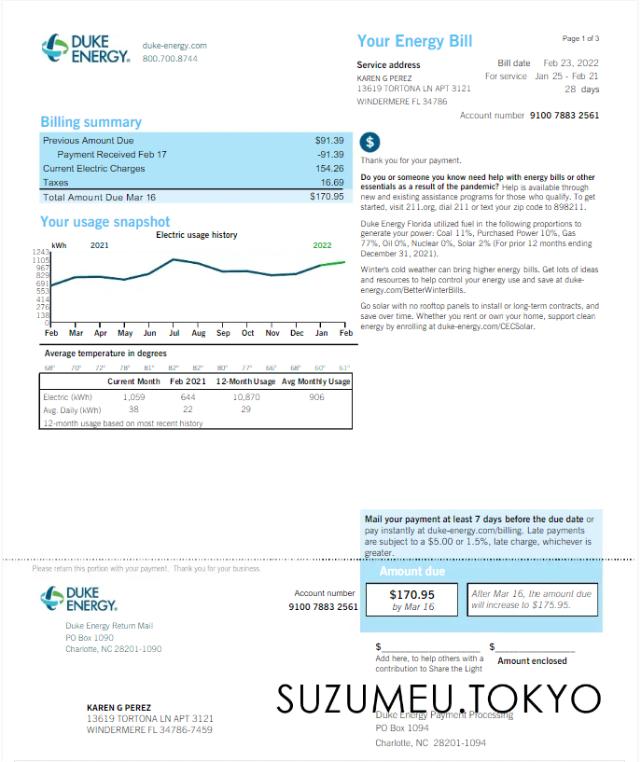 DUKE ENERGY®
duke-energy.com
800.700.8744
Your Energy Bill
Page 1 of 3
Service address
KAREN G PEREZ
13619 TORTONA LN APT 3121
WINDERMERE FL 34786
Bill date Feb 23, 2022
For service Jan 25 - Feb 21
28 days
Account number 9100 7883 2561
Billing summary
Previous Amount Due $91.39
Payment Received Feb 17 -91.39
Current Electric Charges 154.26
Taxes 16.69
Total Amount Due Mar 16 $170.95
$
Thank you for your payment.
Do you or someone you know need help with energy bills or other
essentials as a result of the pandemic? Help is available through
new and existing assistance programs for those who qualify. To get
started, visit 211.org, dial 211 or text your zip code to 898211.
Duke Energy Florida utilized fuel in the following proportions to
generate your power: Coal 11%, Purchased Power 10%, Gas
77%, Oil 0%, Nuclear 0%, Solar 2% (For prior 12 months ending
December 31, 2021).
Winter's cold weather can bring higher energy bills. Get lots of ideas
and resources to help control your energy use and save at duke-
energy.com/BetterWinterBills.
Go solar with no rooftop panels to install or long-term contracts, and
save over time. Whether you rent or own your home, support clean
energy by enrolling at duke-energy.com/CECSolar.
Your usage snapshot
Electric usage history
kWh 2021 2022
1243
1105
967
829
691
553
414
276
138
0
Feb Mar Apr May Jun Jul Aug Sep Oct Nov Dec Jan Feb
Average temperature in degrees
68° 70° 72° 78° 81° 82° 82° 80° 77° 66° 68° 60° 61°
Current Month Feb 2021 12-Month Usage Avg Monthly Usage
Electric (kWh) 1,059 644 10,870 906
Avg. Daily (kWh) 38 22 29
12-month usage based on most recent history
Mail your payment at least 7 days before the due date or
pay instantly at duke-energy.com/billing. Late payments
are subject to a $5.00 or 1.5%, late charge, whichever is
greater.
Please return this portion with your payment. Thank you for your business.
Amount due
DUKE ENERGY®
Duke Energy Return Mail
PO Box 1090
Charlotte, NC 28201-1090
Account number
9100 7883 2561
$170.95
by Mar 16
After Mar 16, the amount due
will increase to $175.95.
$
Add here, to help others with a
contribution to Share the Light
$
Amount enclosed
SUZUMEU.TOKYO
KAREN G PEREZ
13619 TORTONA LN APT 3121
WINDERMERE FL 34786-7459
Duke Energy Payment Processing
PO Box 1094
Charlotte, NC 28201-1094